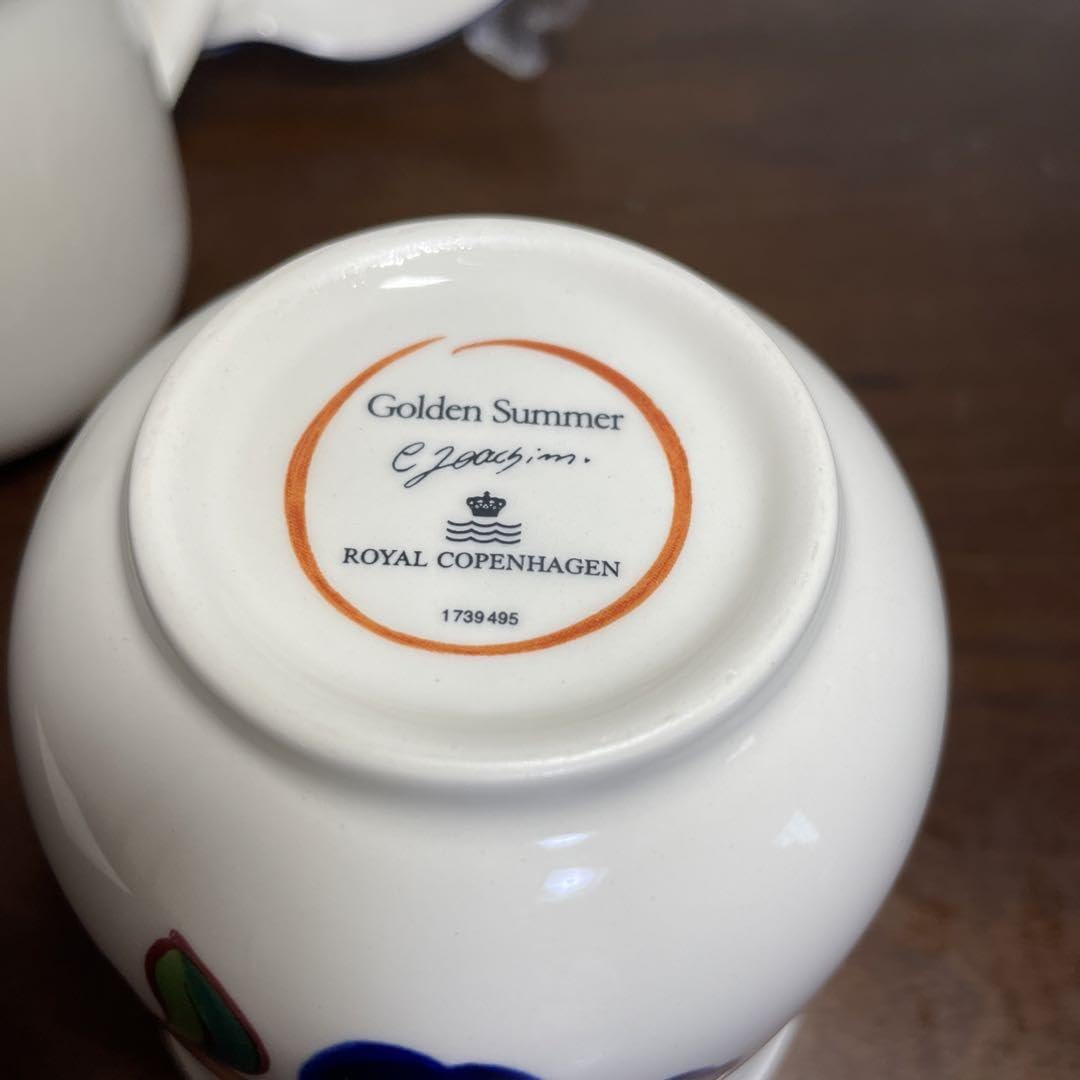 Golden Summer
C Joachim.
ROYAL COPENHAGEN
1739495